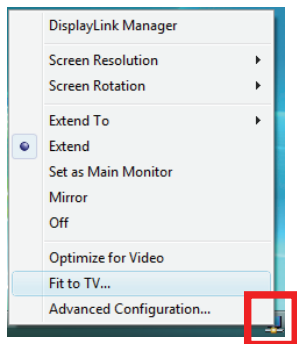 DisplayLink Manager
Screen Resolution
Screen Rotation
Extend To
Extend
Set as Main Monitor
Mirror
Off
Optimize for Video
Fit to TV...
Advanced Configuration...